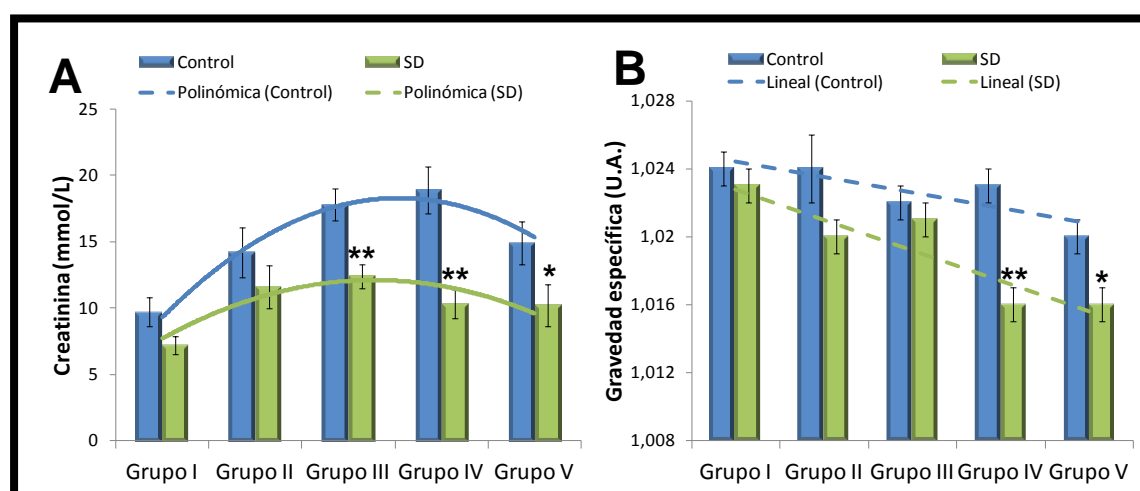 A
Control
SD
Polinómica (Control)
Polinómica (SD)
Creatinina (mmol/L)
25
20
15
10
5
0
**
**
*
Grupo I
Grupo II
Grupo III
Grupo IV
Grupo V
B
Control
SD
Lineal (Control)
Lineal (SD)
Gravedad específica (U.A.)
1,028
1,024
1,02
1,016
1,012
1,008
**
*
Grupo I
Grupo II
Grupo III
Grupo IV
Grupo V